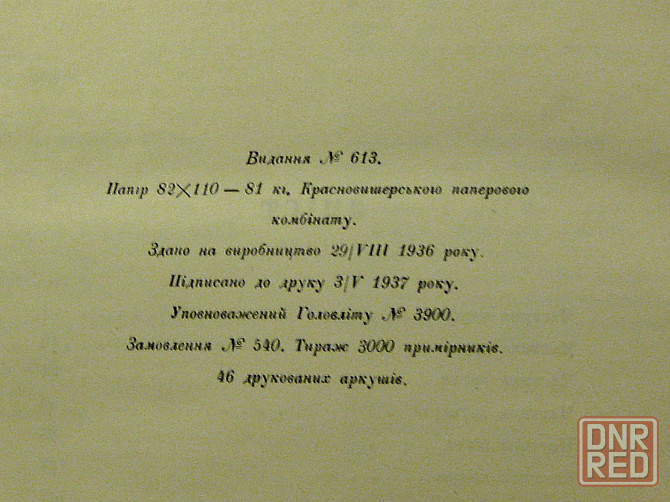 Видання № 613.
Папір 82×110 — 81 кг. Красновишерського паперового
комбінату.
Здано на виробництво 29/VIII 1936 року.
Підписано до друку 3/V 1937 року.
Уповноважений Головліту № 3900.
Замовлення № 540. Тираж 3000 примірників.
46 друкованих аркушів.
DNR
RED